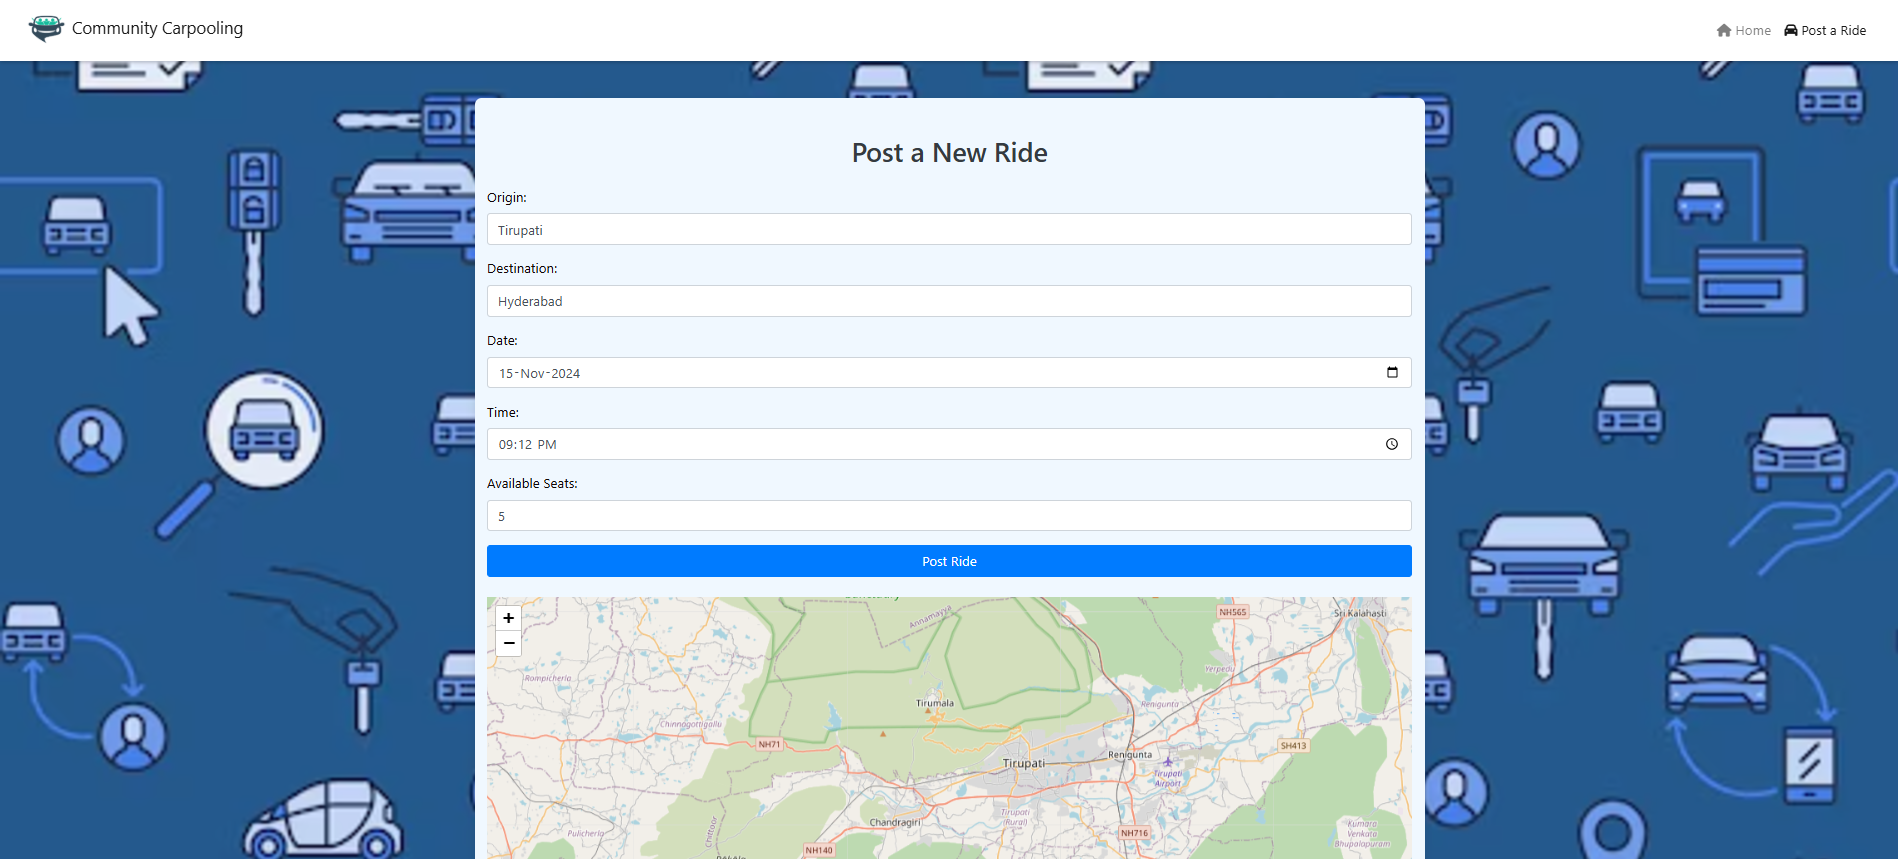 Community Carpooling
Home
Post a Ride
Post a New Ride
Origin:
Tirupati
Destination:
Hyderabad
Date:
15-Nov-2024
Time:
09:12 PM
Available Seats:
5
Post Ride
+
−
Annamayya
NH565
Sri Kalahasti
Rompicherla
Yerpedu
Tirumala
Renigunta
Chinnagottigallu
NH71
SH413
Renigunta
Tirupati
Tirupati
Airport
Chandragiri
Tirupati
(Rural)
Pulicherla
Chittoor
NH716
Kumara
Venkata
Bhupalapuram
NH140